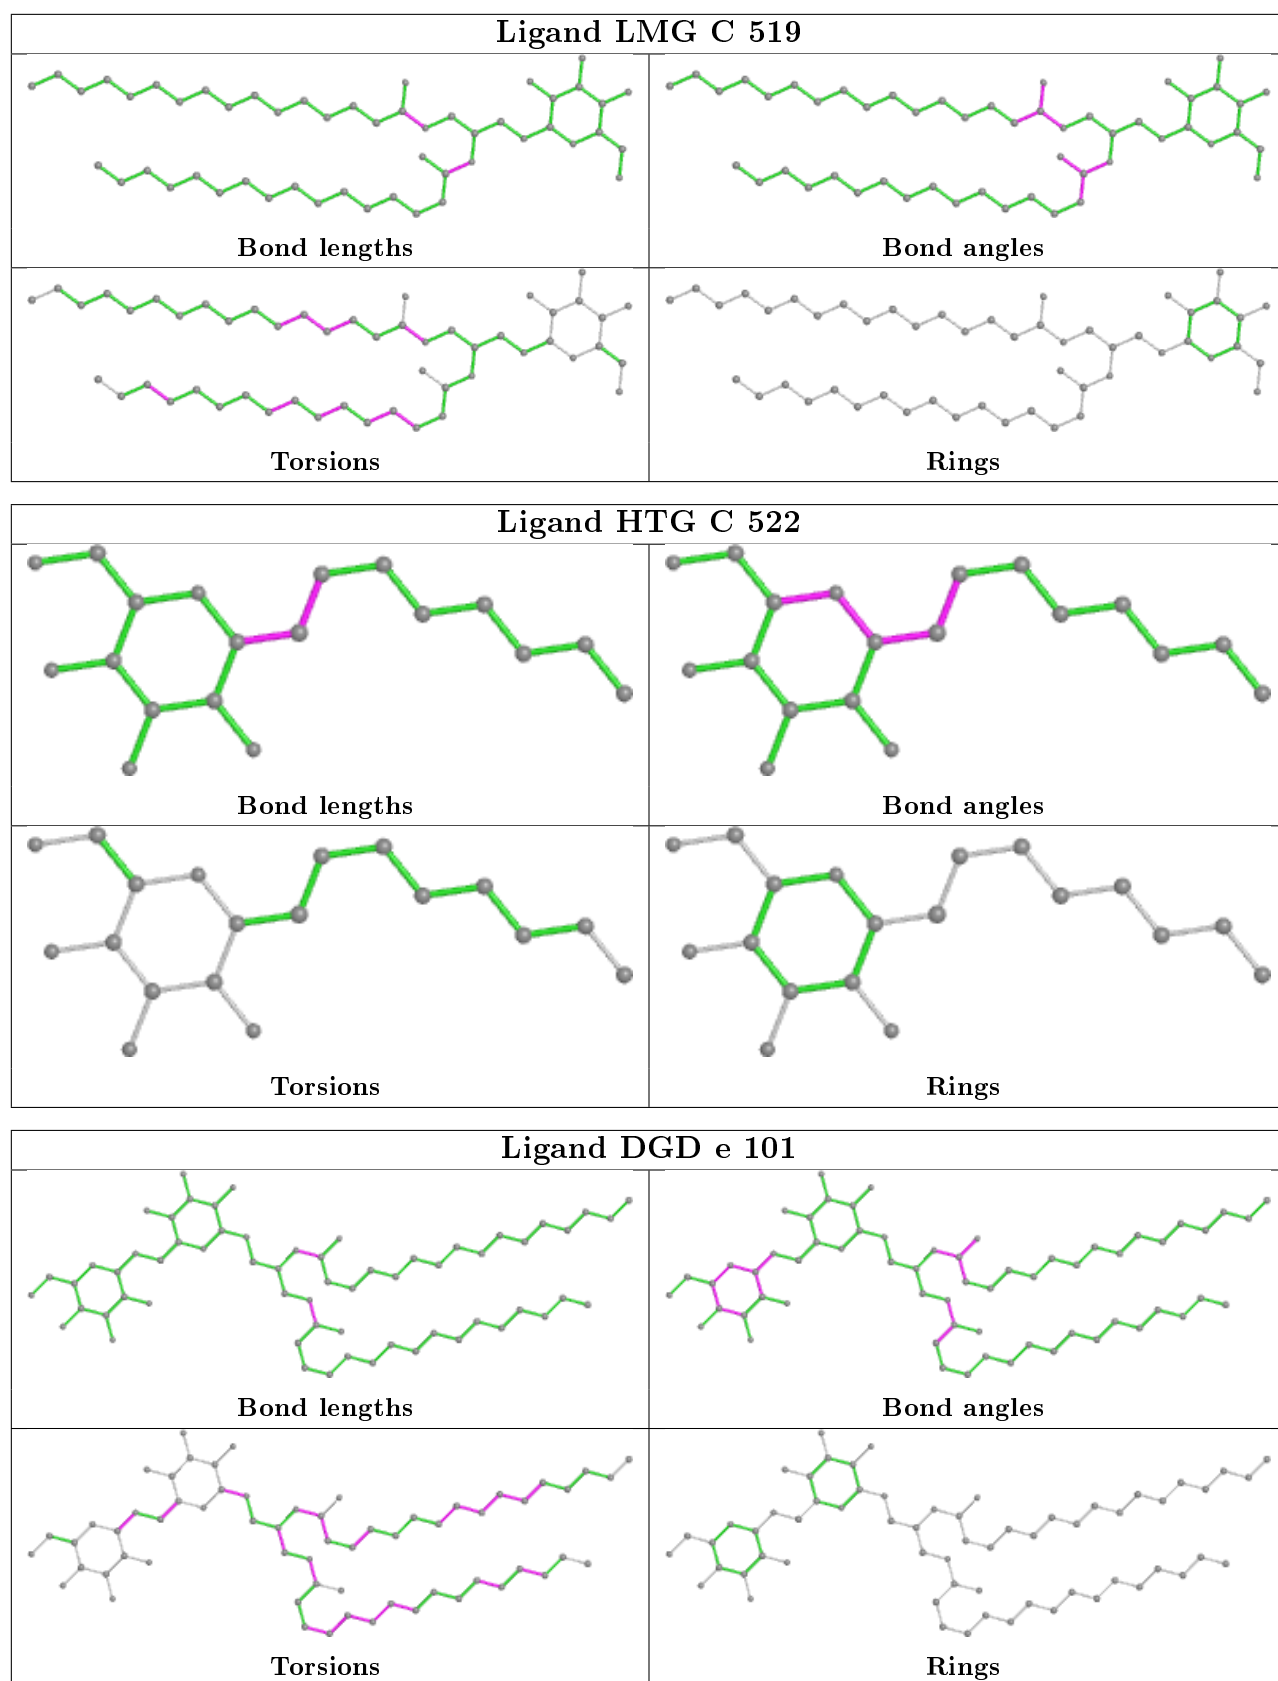 Ligand LMG C 519
Bond lengths
Bond angles
Torsions
Rings
Ligand HTG C 522
Bond lengths
Bond angles
Torsions
Rings
Ligand DGD e 101
Bond lengths
Bond angles
Torsions
Rings